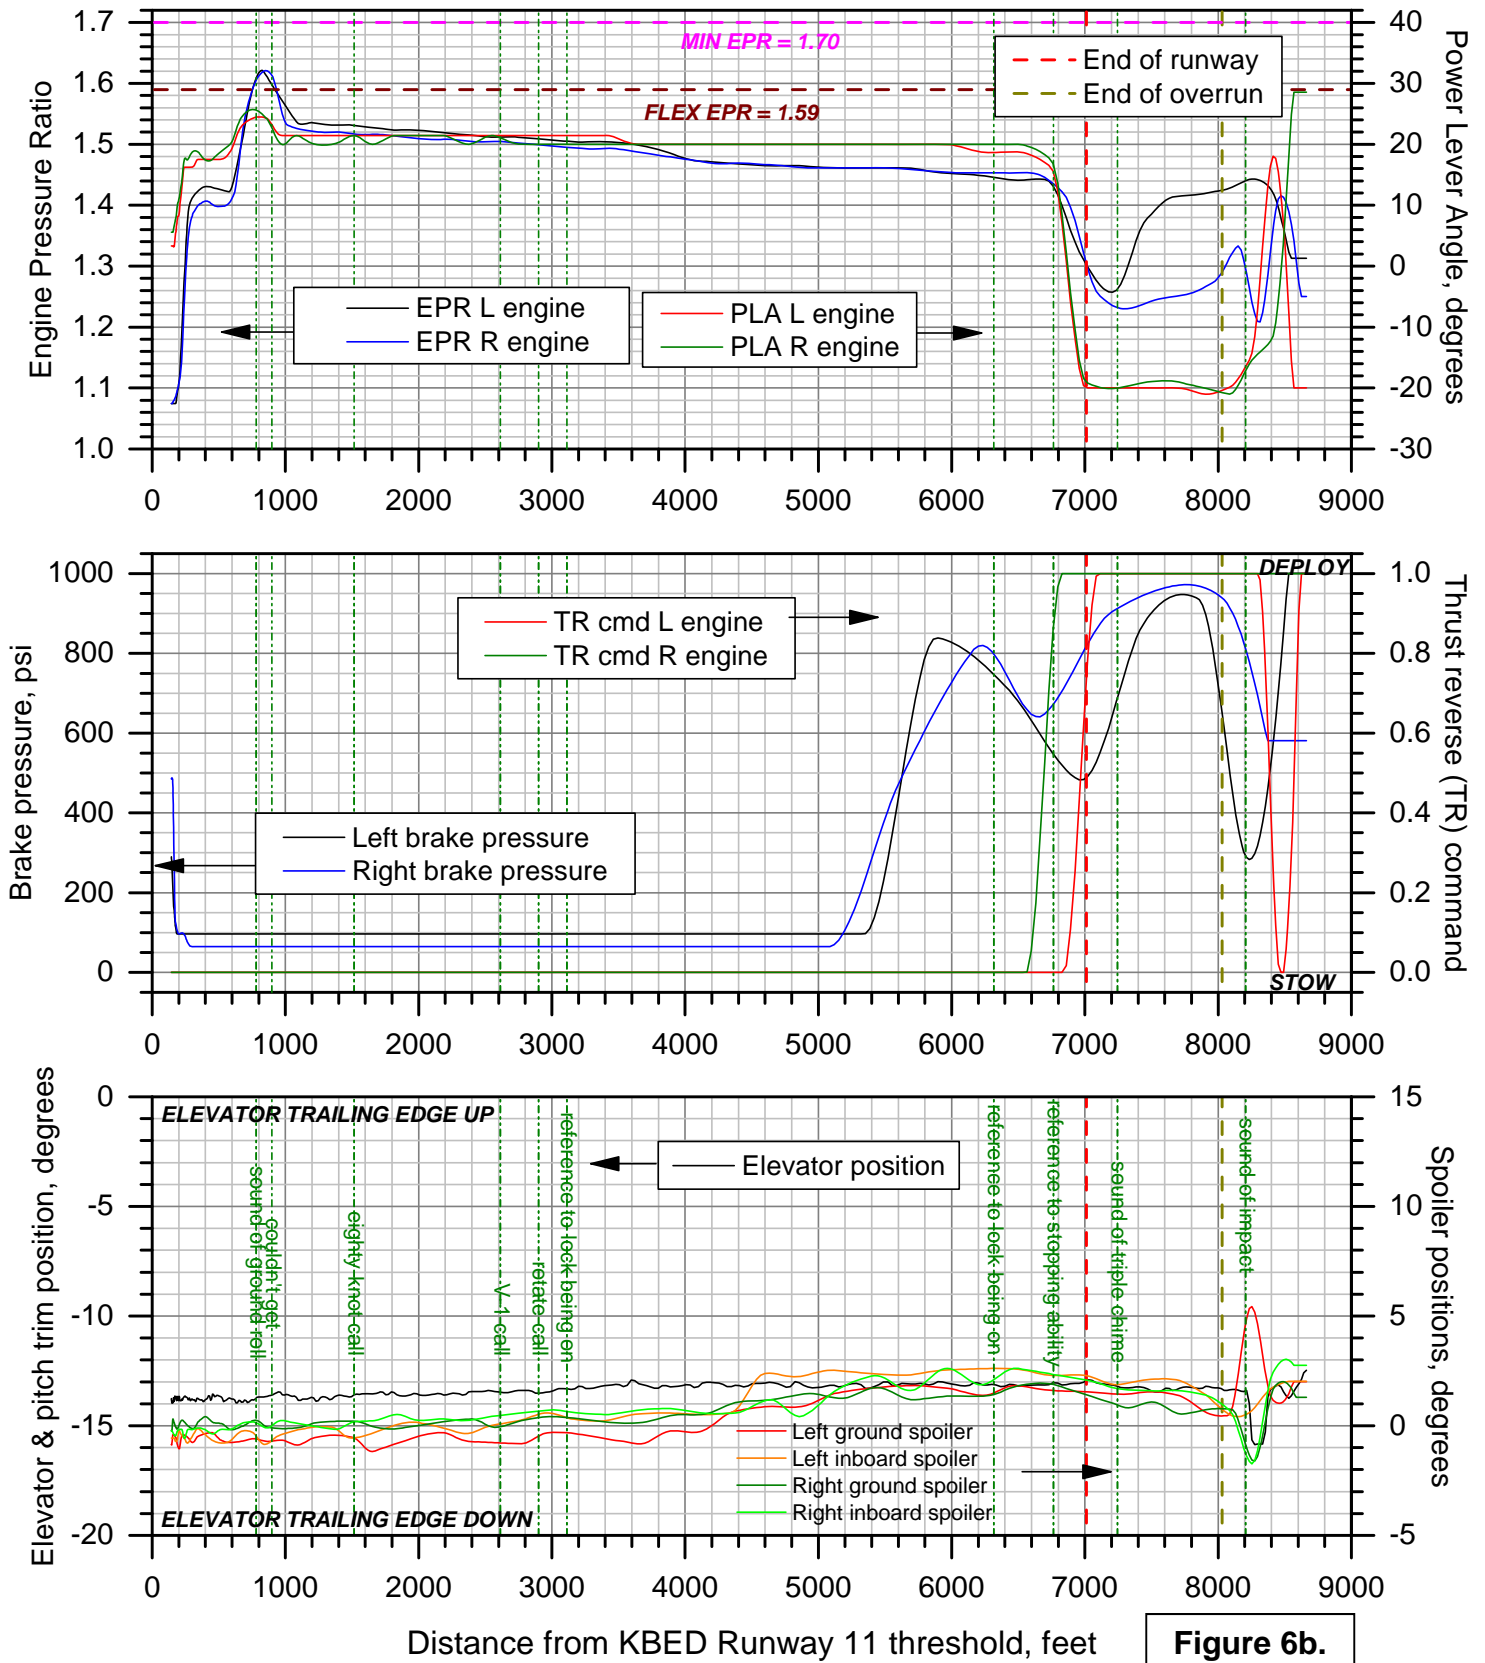 1.7
1.6
1.5
1.4
1.3
1.2
1.1
1.0
Engine Pressure Ratio
40
30
20
10
0
-10
-20
-30
Power Lever Angle, degrees
MIN EPR = 1.70
FLEX EPR = 1.59
End of runway
End of overrun
EPR L engine
EPR R engine
PLA L engine
PLA R engine
0 1000 2000 3000 4000 5000 6000 7000 8000 9000
1000
800
600
400
200
0
Brake pressure, psi
1.0
0.8
0.6
0.4
0.2
0.0
Thrust reverse (TR) command
DEPLOY
STOW
TR cmd L engine
TR cmd R engine
Left brake pressure
Right brake pressure
0 1000 2000 3000 4000 5000 6000 7000 8000 9000
0
-5
-10
-15
-20
Elevator & pitch trim position, degrees
15
10
5
0
-5
Spoiler positions, degrees
ELEVATOR TRAILING EDGE UP
ELEVATOR TRAILING EDGE DOWN
Elevator position
sound of ground roll
couldn't get
eighty knot call
V-1 call
rotate call
reference to lock being on
reference to lock being on
reference to stopping ability
sound of triple chime
sound of impact
Left ground spoiler
Left inboard spoiler
Right ground spoiler
Right inboard spoiler
0 1000 2000 3000 4000 5000 6000 7000 8000 9000
Distance from KBED Runway 11 threshold, feet
Figure 6b.